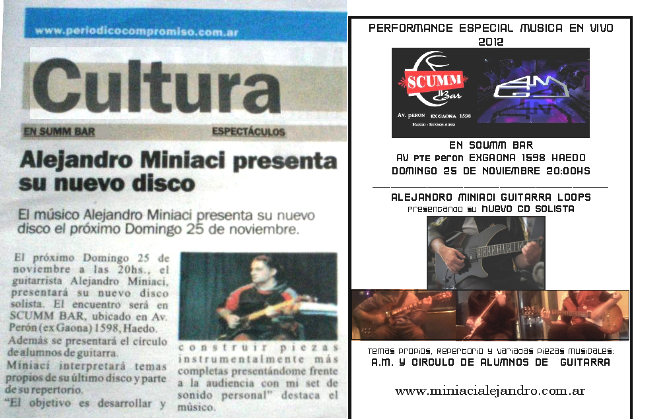 www.periodicocompromiso.com.ar
Cultura
EN SUMM BAR ESPECTÁCULOS
Alejandro Miniaci presenta
su nuevo disco
El músico Alejandro Miniaci presenta su nuevo
disco el próximo Domingo 25 de noviembre.
El próximo Domingo 25 de
noviembre a las 20hs., el
guitarrista Alejandro Miniaci,
presentará su nuevo disco
solista. El encuentro será en
SCUMM BAR, ubicado en Av.
Perón (ex Gaona) 1598, Haedo.
Además se presentará el círculo
de alumnos de guitarra.
Miniaci interpretará temas
propios de su último disco y parte
de su repertorio.
"El objetivo es desarrollar y
construir piezas
instrumentalmente más
completas presentándome frente
a la audiencia con mi set de
sonido personal" destaca el
músico.
PERFORMANCE ESPECIAL MUSICA EN VIVO
2012
SCUMM
Bar
Av. PERON EX GAONA 1598
EN SCUMM BAR
AV PTE PERON EXGAONA 1598 HAEDO
DOMINGO 25 DE NOVIEMBRE 20:00HS
ALEJANDRO MINIACI GUITARRA LOOPS
Presentando su NUEVO CD SOLISTA
Temas propios, repertorio y variadas piezas musicales.
A.M. Y CIRCULO DE ALUMNOS DE GUITARRA
www.miniacialejandro.com.ar